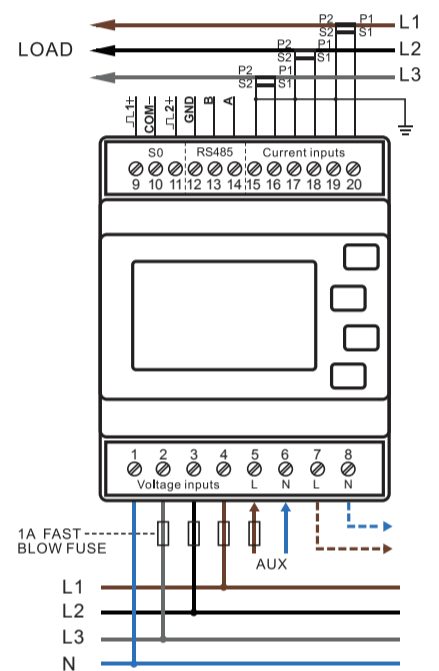 P2 P1 L1
S2 S1
LOAD P2 P1 L2
S2 S1
P2 P1 L3
S2 S1
⎍1+ COM– ⎍2+ GND B A
S0 RS485 Current inputs
9 10 11 12 13 14 15 16 17 18 19 20
1 2 3 4 5 6 7 8
Voltage inputs L N L N
1A FAST
BLOW FUSE
AUX
L1
L2
L3
N